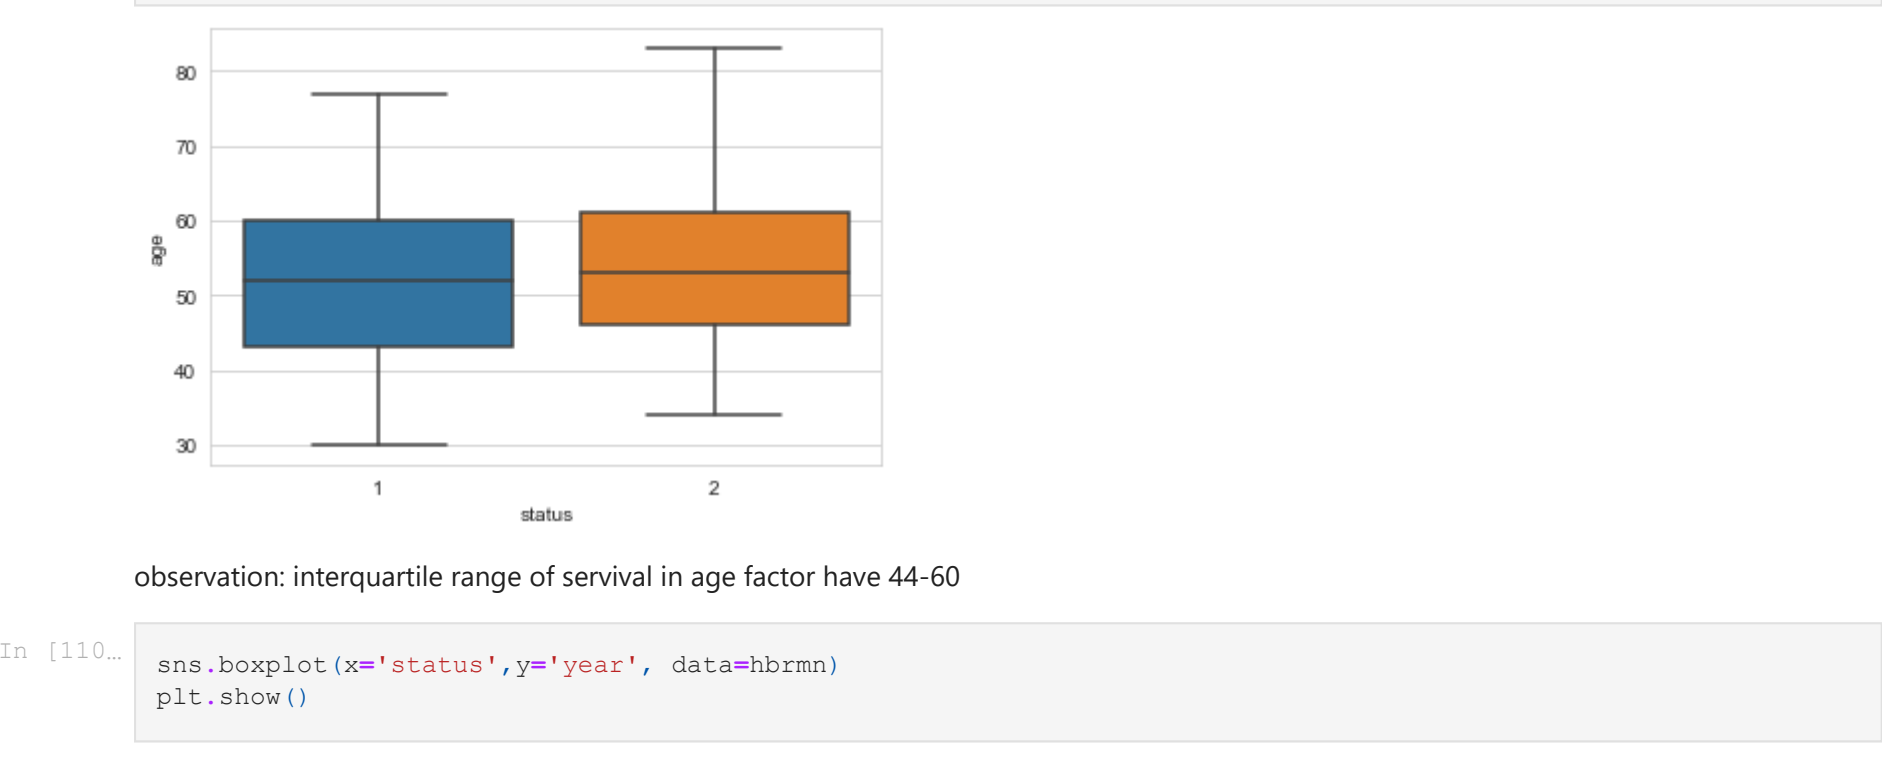 80
70
60
50
40
30
age
1 2
status
observation: interquartile range of servival in age factor have 44-60
In [110…
sns.boxplot(x='status',y='year', data=hbrmn)
plt.show()